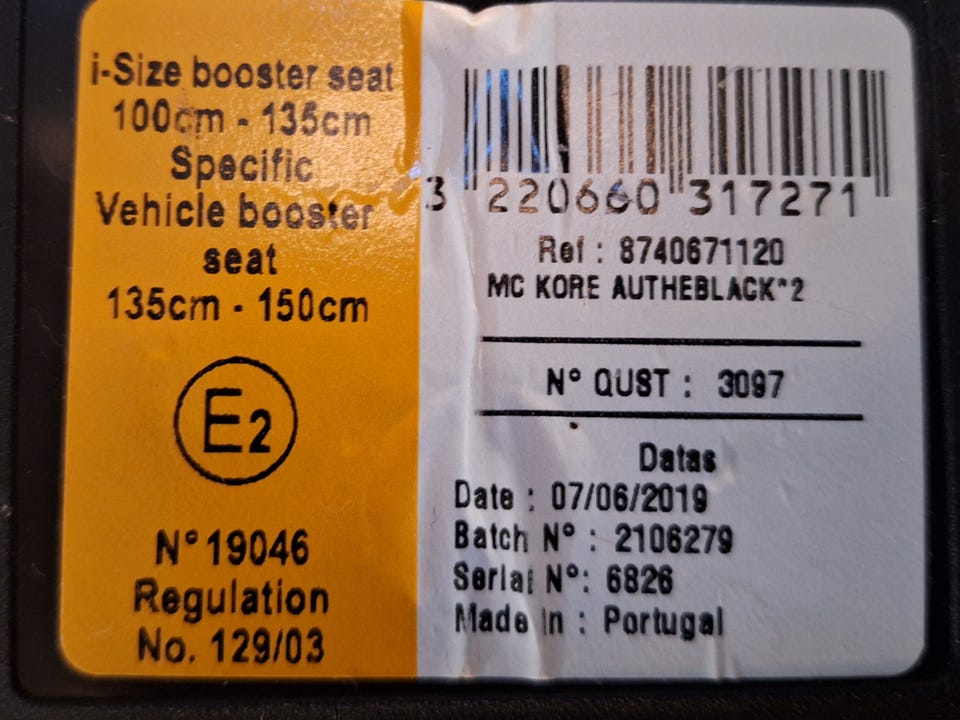 i-Size booster seat
100cm - 135cm
Specific
Vehicle booster
seat
135cm - 150cm
E2
N° 19046
Regulation
No. 129/03
3 220660 317271
Ref : 8740671120
MC KORE AUTHEBLACK*2
N° QUST : 3097
Datas
Date : 07/06/2019
Batch N° : 2106279
Serial N°: 6826
Made In : Portugal